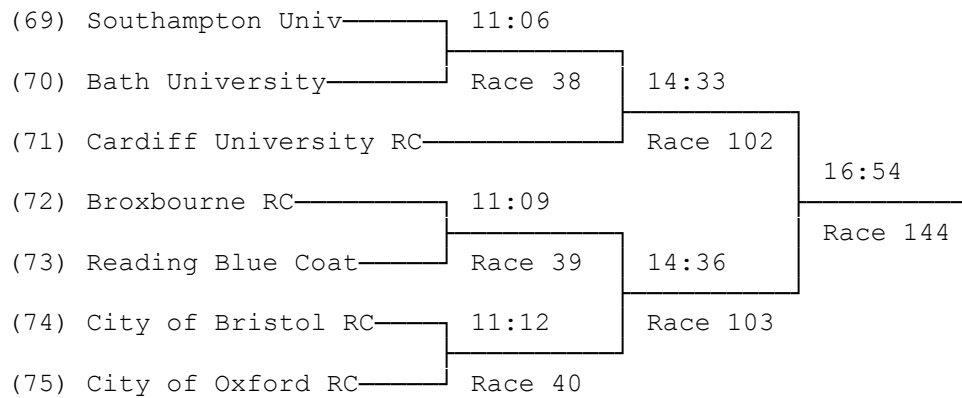 (69) Southampton Univ 11:06
(70) Bath University Race 38 14:33
(71) Cardiff University RC Race 102
16:54
(72) Broxbourne RC 11:09
Race 144
(73) Reading Blue Coat Race 39 14:36
(74) City of Bristol RC 11:12 Race 103
(75) City of Oxford RC Race 40